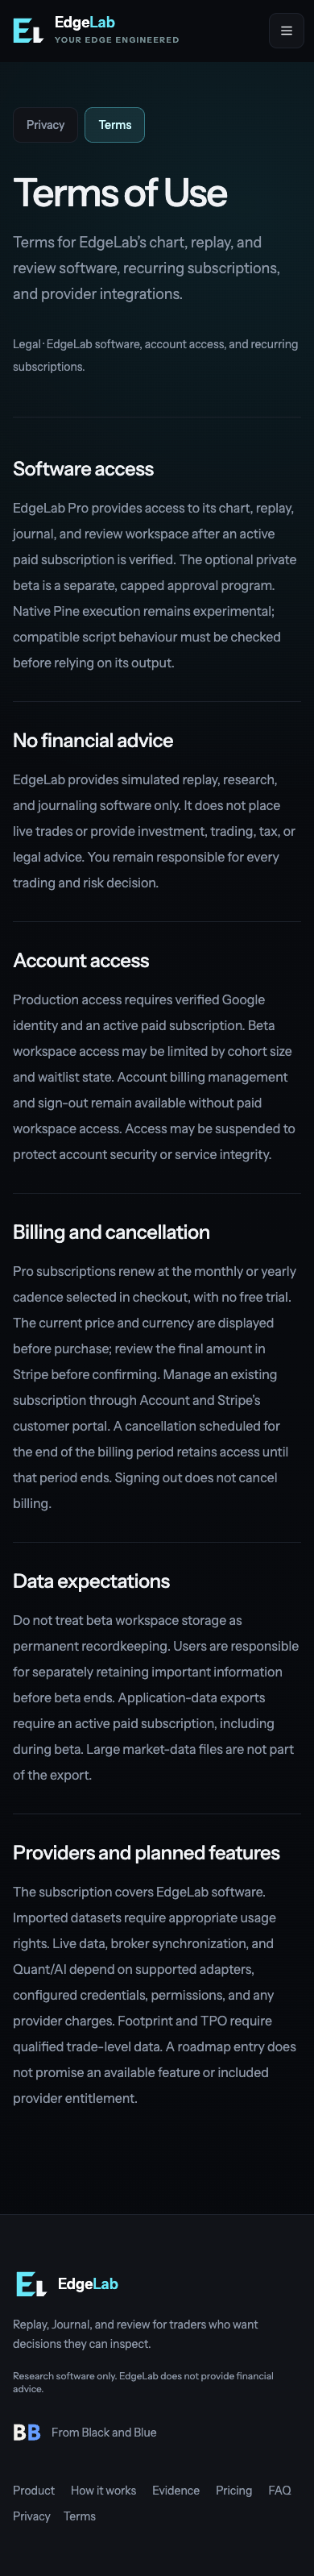 EdgeLab
YOUR EDGE ENGINEERED
Privacy
Terms
Terms of Use
Terms for EdgeLab’s chart, replay, and
review software, recurring subscriptions,
and provider integrations.
Legal · EdgeLab software, account access, and recurring
subscriptions.
Software access
EdgeLab Pro provides access to its chart, replay,
journal, and review workspace after an active
paid subscription is verified. The optional private
beta is a separate, capped approval program.
Native Pine execution remains experimental;
compatible script behaviour must be checked
before relying on its output.
No financial advice
EdgeLab provides simulated replay, research,
and journaling software only. It does not place
live trades or provide investment, trading, tax, or
legal advice. You remain responsible for every
trading and risk decision.
Account access
Production access requires verified Google
identity and an active paid subscription. Beta
workspace access may be limited by cohort size
and waitlist state. Account billing management
and sign-out remain available without paid
workspace access. Access may be suspended to
protect account security or service integrity.
Billing and cancellation
Pro subscriptions renew at the monthly or yearly
cadence selected in checkout, with no free trial.
The current price and currency are displayed
before purchase; review the final amount in
Stripe before confirming. Manage an existing
subscription through Account and Stripe’s
customer portal. A cancellation scheduled for
the end of the billing period retains access until
that period ends. Signing out does not cancel
billing.
Data expectations
Do not treat beta workspace storage as
permanent recordkeeping. Users are responsible
for separately retaining important information
before beta ends. Application-data exports
require an active paid subscription, including
during beta. Large market-data files are not part
of the export.
Providers and planned features
The subscription covers EdgeLab software.
Imported datasets require appropriate usage
rights. Live data, broker synchronization, and
Quant/AI depend on supported adapters,
configured credentials, permissions, and any
provider charges. Footprint and TPO require
qualified trade-level data. A roadmap entry does
not promise an available feature or included
provider entitlement.
EdgeLab
Replay, Journal, and review for traders who want
decisions they can inspect.
Research software only. EdgeLab does not provide financial
advice.
BB From Black and Blue
Product How it works Evidence Pricing FAQ
Privacy Terms